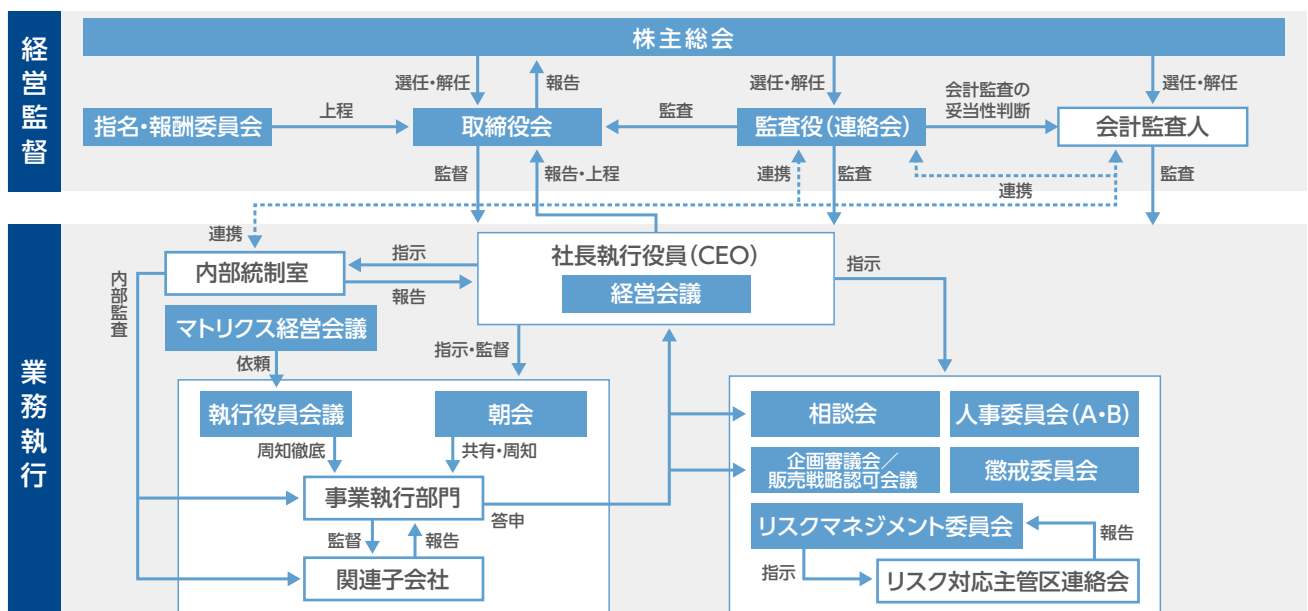 経営監督
株主総会
選任・解任
報告
選任・解任
会計監査の
妥当性判断
選任・解任
指名・報酬委員会
上程
取締役会
監査
監査役(連絡会)
会計監査人
監督
報告・上程
連携
監査
連携
監査
業務執行
連携
内部統制室
指示
報告
社長執行役員(CEO)
経営会議
指示
内部監査
マトリクス経営会議
依頼
指示・監督
執行役員会議
朝会
周知徹底
共有・周知
事業執行部門
答申
監督
報告
関連子会社
相談会
人事委員会(A・B)
企画審議会/
販売戦略認可会議
懲戒委員会
リスクマネジメント委員会
報告
指示
リスク対応主管区連絡会